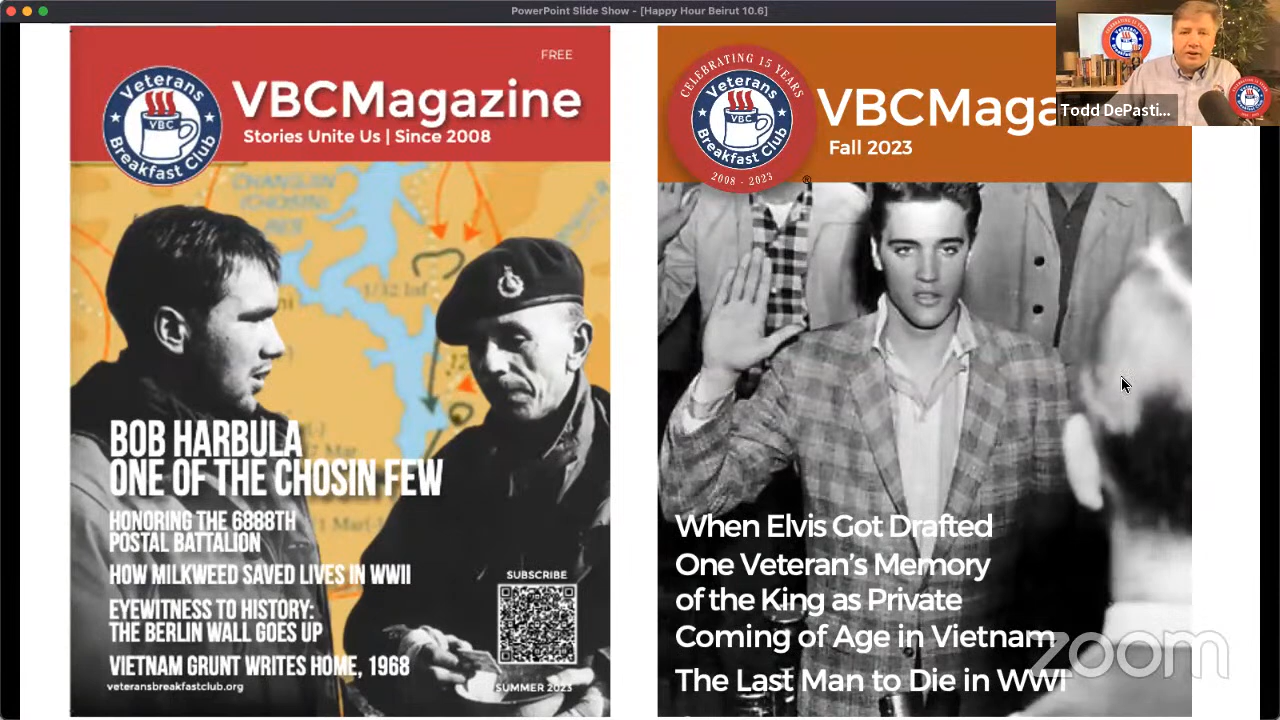 PowerPoint Slide Show - [Happy Hour Beirut 10.6]
FREE
VBCMagazine
Stories Unite Us | Since 2008
Veterans
VBC
Breakfast Club
BOB HARBULA
ONE OF THE CHOSIN FEW
HONORING THE 6888TH
POSTAL BATTALION
HOW MILKWEED SAVED LIVES IN WWII
EYEWITNESS TO HISTORY:
THE BERLIN WALL GOES UP
VIETNAM GRUNT WRITES HOME, 1968
veteransbreakfastclub.org
SUBSCRIBE
SUMMER 2023
CELEBRATING 15 YEARS
Veterans
VBC
Breakfast Club
2008 - 2023
®
VBCMaga
Fall 2023
When Elvis Got Drafted
One Veteran's Memory
of the King as Private
Coming of Age in Vietnam
The Last Man to Die in WWI
Todd DePasti...
zoom